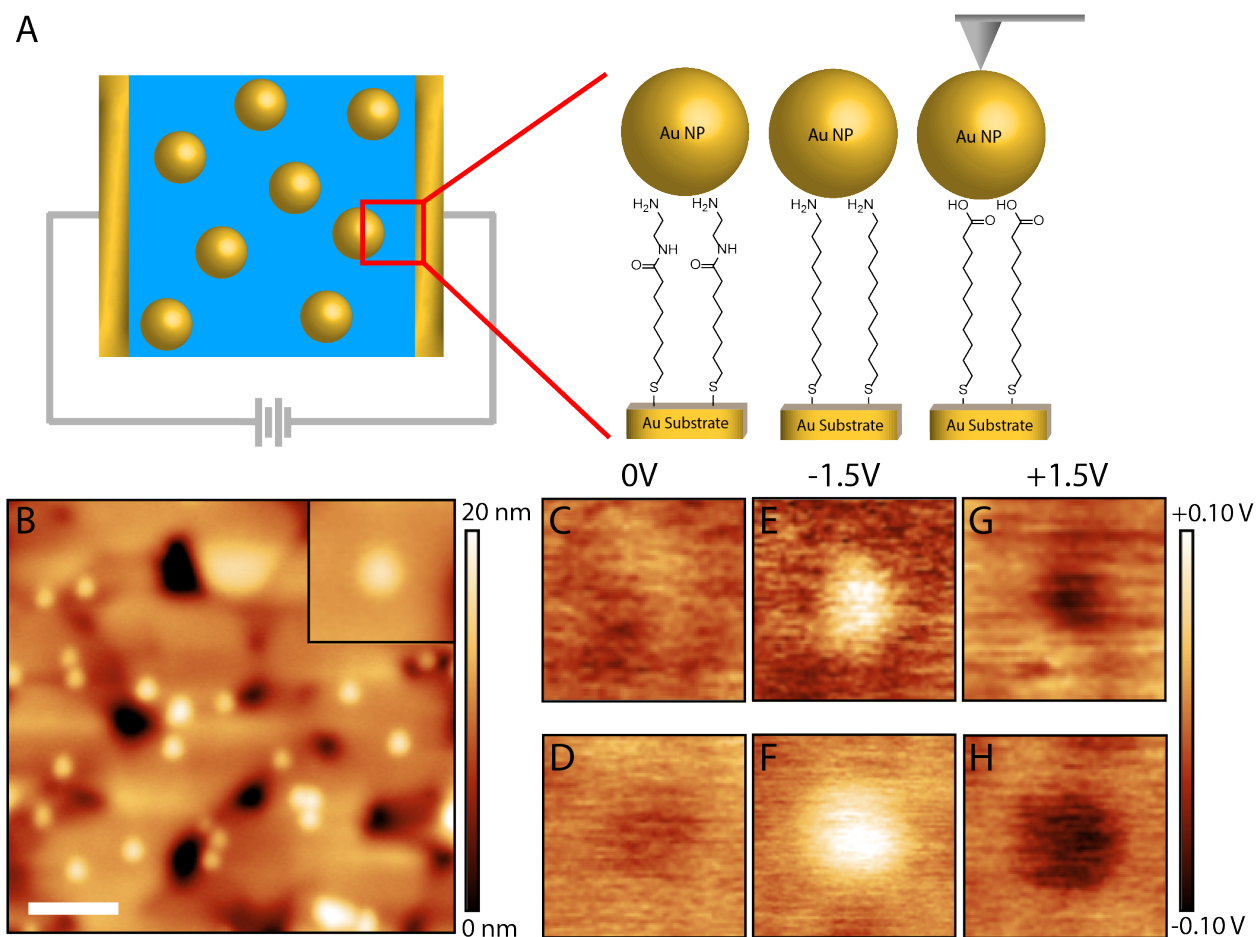 A
Au NP
Au NP
Au NP
H₂N
H₂N
H₂N
H₂N
HO
HO
O
O
NH
NH
O
O
S
S
S
S
S
S
Au Substrate
Au Substrate
Au Substrate
0V
-1.5V
+1.5V
B
20 nm
0 nm
C
E
G
+0.10 V
D
F
H
-0.10 V